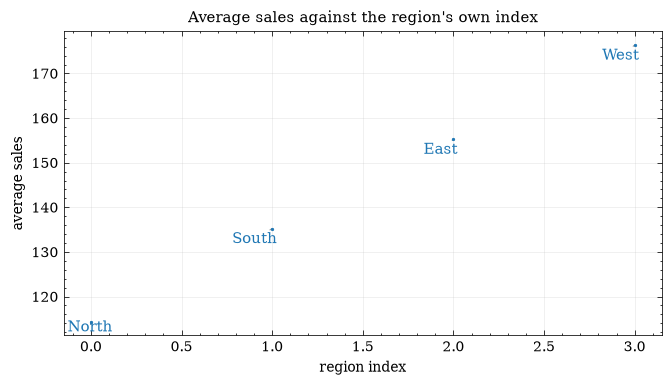 Average sales against the region's own index
average sales
170
160
150
140
130
120
West
East
South
North
0.0 0.5 1.0 1.5 2.0 2.5 3.0
region index